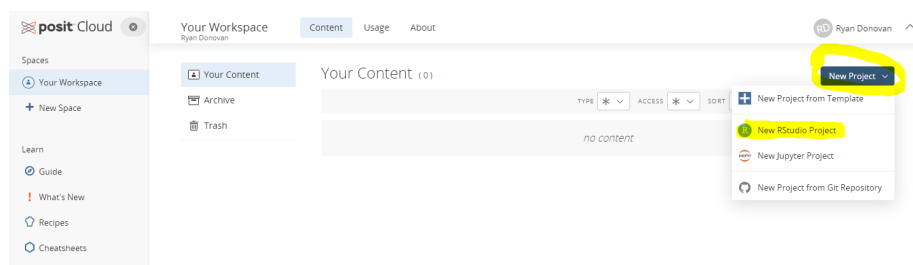 posit Cloud
Your Workspace
Ryan Donovan
Content
Usage
About
RD
Ryan Donovan
Spaces
Your Workspace
New Space
Learn
Guide
What's New
Recipes
Cheatsheets
Your Content
Archive
Trash
Your Content (0)
New Project
TYPE
ACCESS
SORT
no content
New Project from Template
R
New RStudio Project
New Jupyter Project
New Project from Git Repository